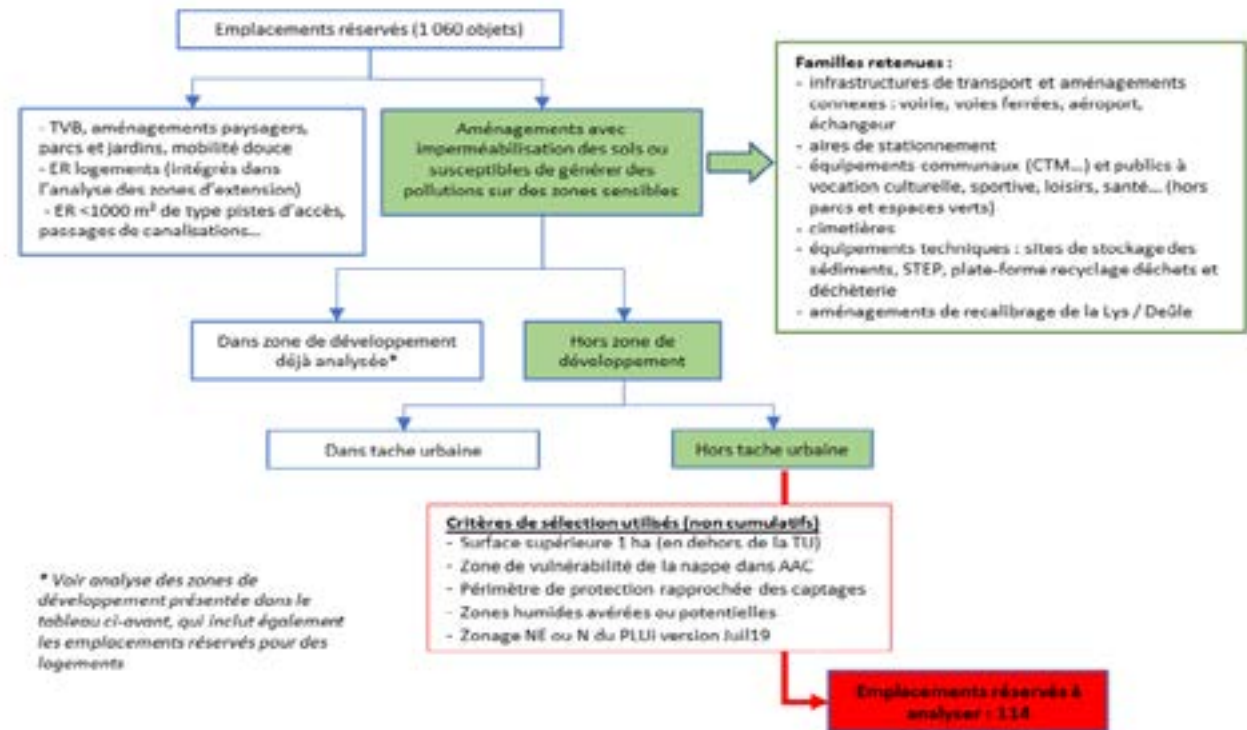 Emplacements réservés (1 060 objets)
- TVB, aménagements paysagers,
parcs et jardins, mobilité douce
- ER logements (intégrés dans
l'analyse des zones d'extension)
- ER <1000 m² de type pistes d'accès,
passages de canalisations…
Aménagements avec
imperméabilisation des sols ou
susceptibles de générer des
pollutions sur des zones sensibles
Familles retenues :
- infrastructures de transport et aménagements
connexes : voirie, voies ferrées, aéroport,
échangeur
- aires de stationnement
- équipements communaux (CTM…) et publics à
vocation culturelle, sportive, loisirs, santé… (hors
parcs et espaces verts)
- cimetières
- équipements techniques : sites de stockage des
sédiments, STEP, plate-forme recyclage déchets et
déchèterie
- aménagements de recalibrage de la Lys / Deûle
Dans zone de développement
déjà analysée*
Hors zone de
développement
Dans tache urbaine
Hors tache urbaine
Critères de sélection utilisés (non cumulatifs)
- Surface supérieure 1 ha (en dehors de la TU)
- Zone de vulnérabilité de la nappe dans AAC
- Périmètre de protection rapprochée des captages
- Zones humides avérées ou potentielles
- Zonage NE ou N du PLUi version Juil19
* Voir analyse des zones de
développement présentée dans le
tableau ci-avant, qui inclut également
les emplacements réservés pour des
logements
Emplacements réservés à
analyser : 114